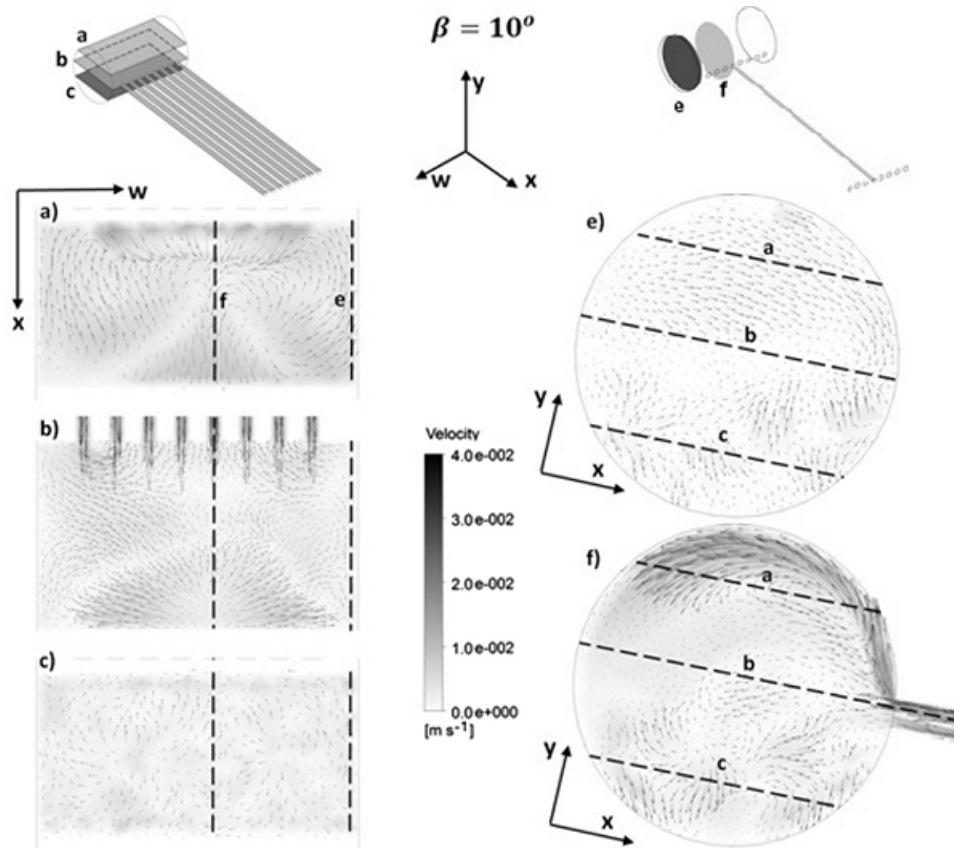 β = 10°
a
b
c
y
w
x
e
f
w
x
a)
f
e
b)
c)
Velocity
4.0e-002
3.0e-002
2.0e-002
1.0e-002
0.0e+000
[m s⁻¹]
e)
a
b
c
y
x
f)
a
b
c
y
x